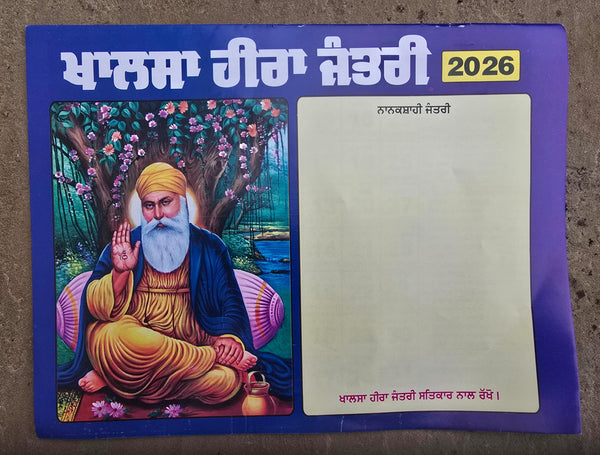 ਖਾਲਸਾ ਹੀਰਾ ਜੰਤਰੀ 2026
ਨਾਨਕਸ਼ਾਹੀ ਜੰਤਰੀ
ਖਾਲਸਾ ਹੀਰਾ ਜੰਤਰੀ ਸਤਿਕਾਰ ਨਾਲ ਰੱਖੋ।